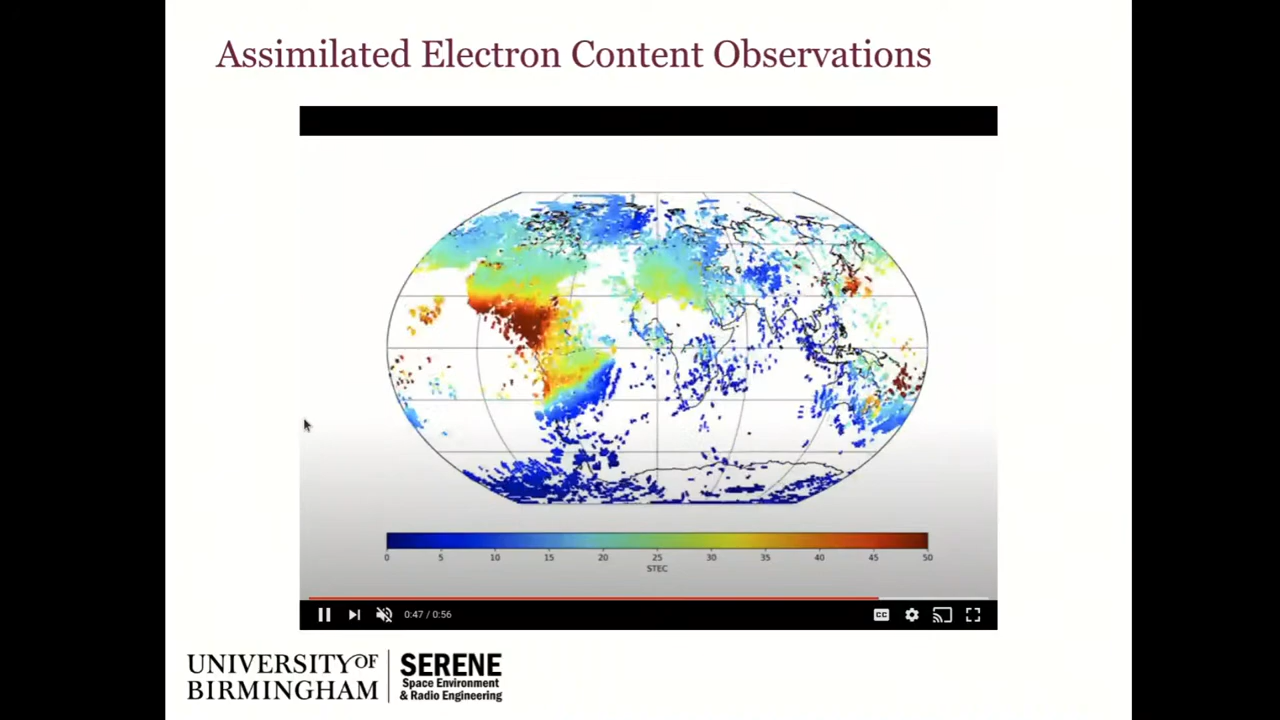 Assimilated Electron Content Observations
0 5 10 15 20 25 30 35 40 45 50
STEC
0:47 / 0:56
CC
UNIVERSITY OF
BIRMINGHAM
SERENE
Space Environment
& Radio Engineering